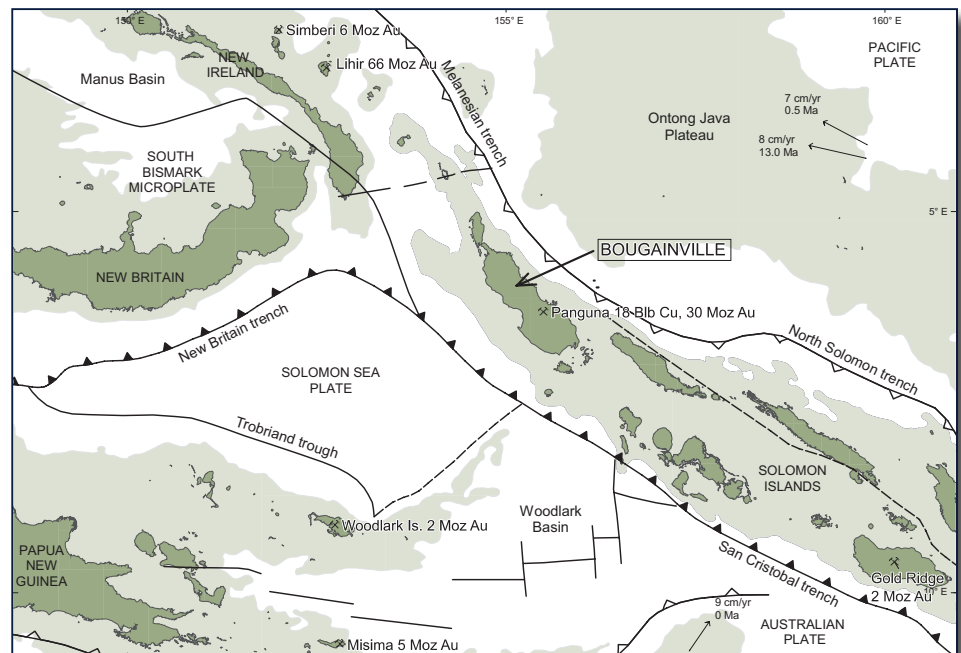 150° E
155° E
160° E
Simberi 6 Moz Au
PACIFIC
PLATE
NEW
IRELAND
Lihir 66 Moz Au
Manus Basin
Melanesian trench
7 cm/yr
0.5 Ma
Ontong Java
Plateau
8 cm/yr
13.0 Ma
SOUTH
BISMARK
MICROPLATE
5° E
BOUGAINVILLE
NEW BRITAIN
Panguna 18 Blb Cu, 30 Moz Au
New Britain trench
North Solomon trench
SOLOMON SEA
PLATE
Trobriand trough
SOLOMON
ISLANDS
Woodlark
Basin
Woodlark Is. 2 Moz Au
PAPUA
NEW
GUINEA
San Cristobal trench
Gold Ridge
2 Moz Au
10° E
9 cm/yr
0 Ma
AUSTRALIAN
PLATE
Misima 5 Moz Au